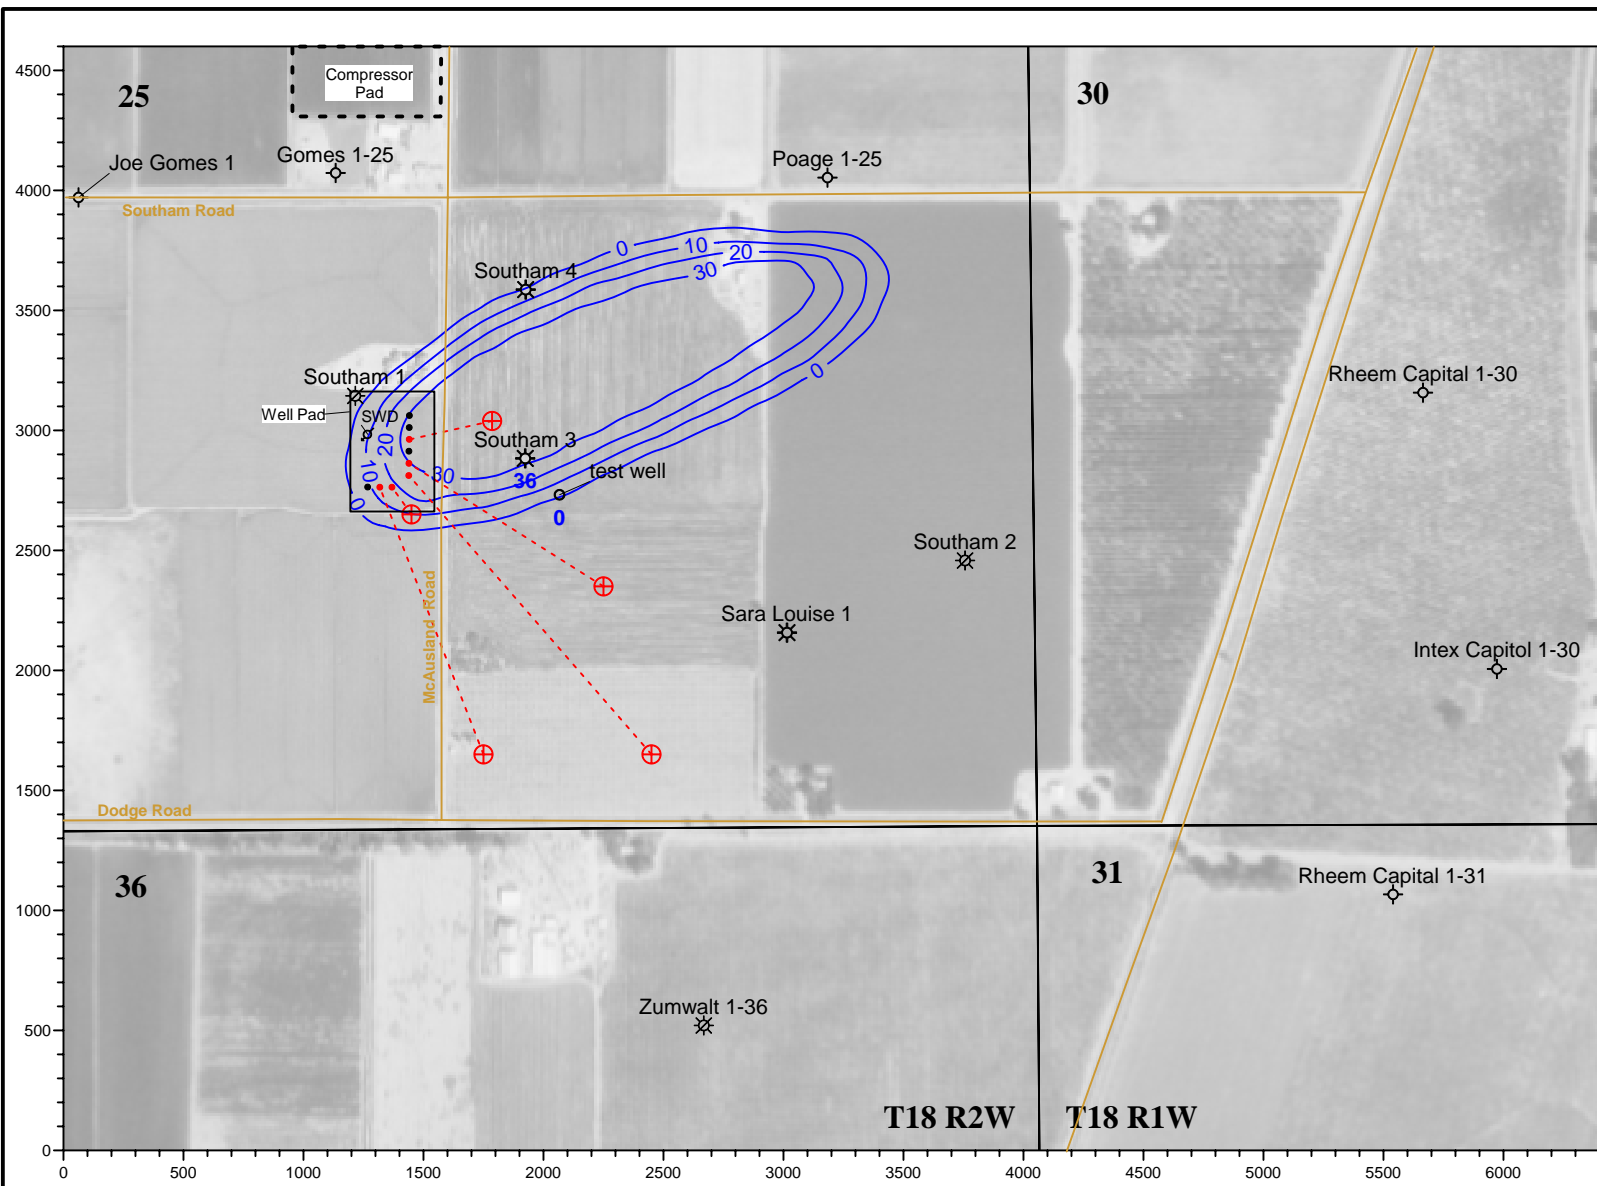 4500
4000
3500
3000
2500
2000
1500
1000
500
0
0
500
1000
1500
2000
2500
3000
3500
4000
4500
5000
5500
6000
25
Compressor
Pad
30
Joe Gomes 1
Gomes 1-25
Poage 1-25
Southam Road
0
10
20
30
Southam 4
Southam 1
Well Pad
SWD
20
10
0
30
0
Southam 3
36
test well
0
Rheem Capital 1-30
Southam 2
Sara Louise 1
McAusland Road
Intex Capitol 1-30
Dodge Road
36
31
Rheem Capital 1-31
Zumwalt 1-36
T18 R2W
T18 R1W